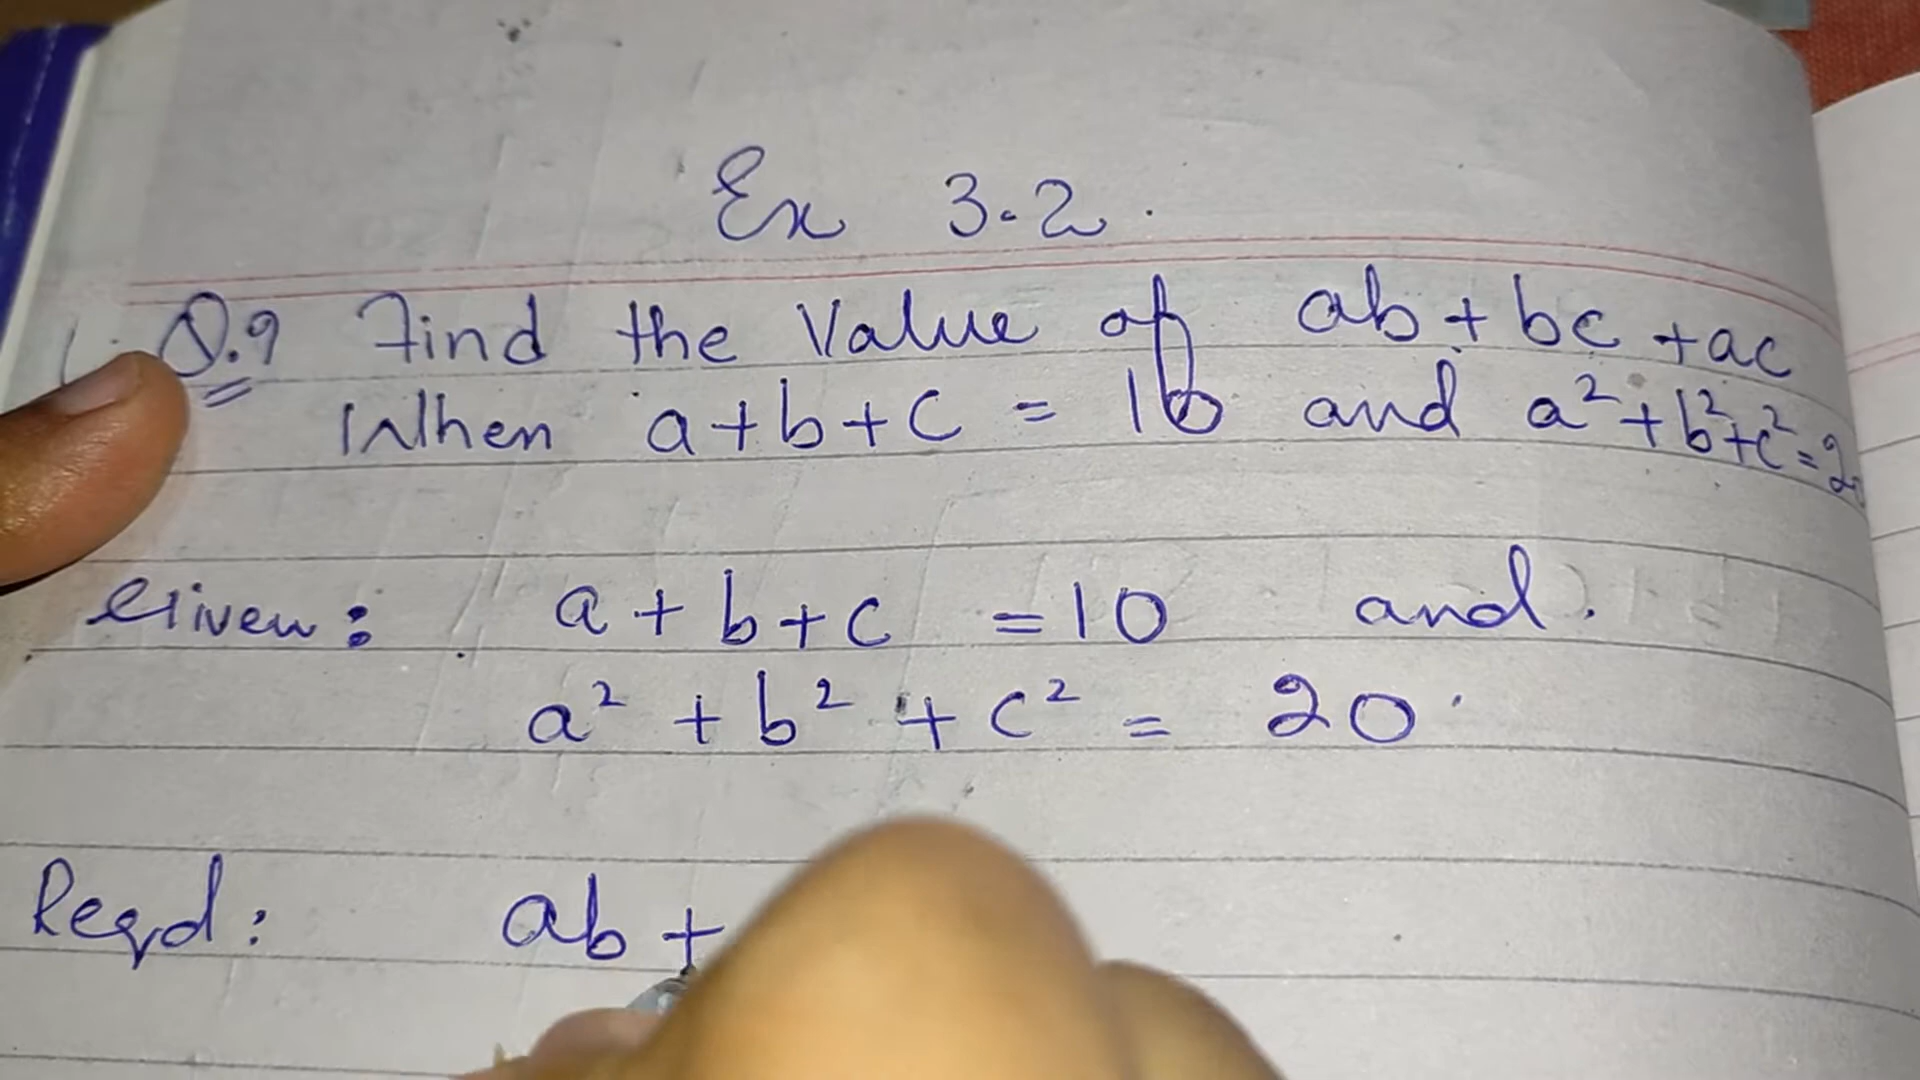 Ex 3.2
Q.9 Find the Value of ab + bc + ac
When a + b + c = 10 and a² + b² + c² = 20
Given: a + b + c = 10 and
a² + b² + c² = 20
Reqd: ab +